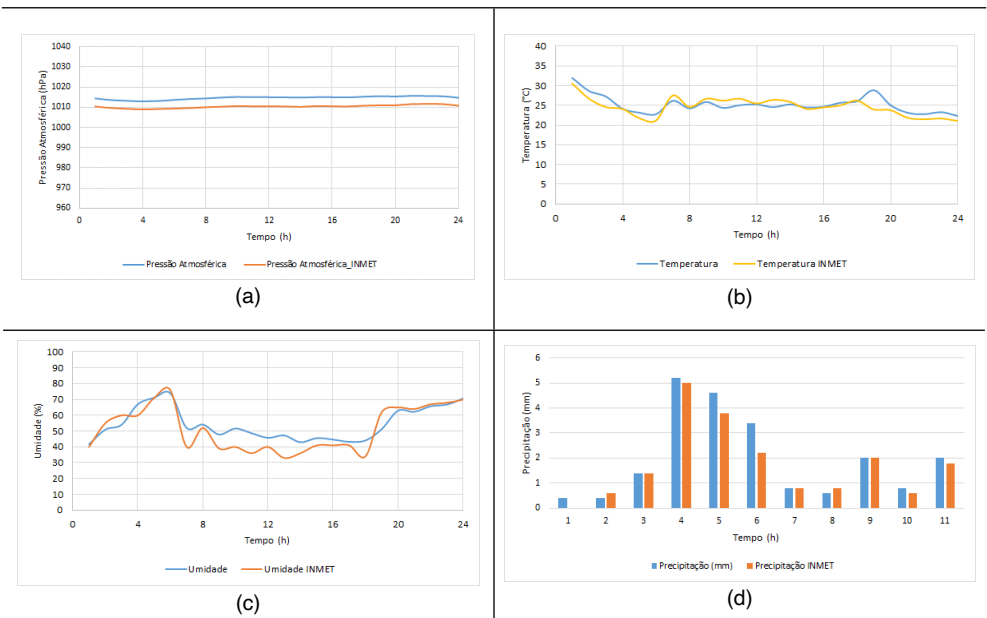 1040
1030
1020
1010
1000
990
980
970
960
Pressão Atmosférica (hPa)
0 4 8 12 16 20 24
Tempo (h)
Pressão Atmosférica Pressão Atmosférica_INMET
(a)
40
35
30
25
20
15
10
5
0
Temperatura (°C)
0 4 8 12 16 20 24
Tempo (h)
Temperatura Temperatura INMET
(b)
100
90
80
70
60
50
40
30
20
10
0
Umidade (%)
0 4 8 12 16 20 24
Tempo (h)
Umidade Umidade INMET
(c)
6
5
4
3
2
1
0
Precipitação (mm)
1 2 3 4 5 6 7 8 9 10 11
Tempo (h)
Precipitação (mm) Precipitação INMET
(d)